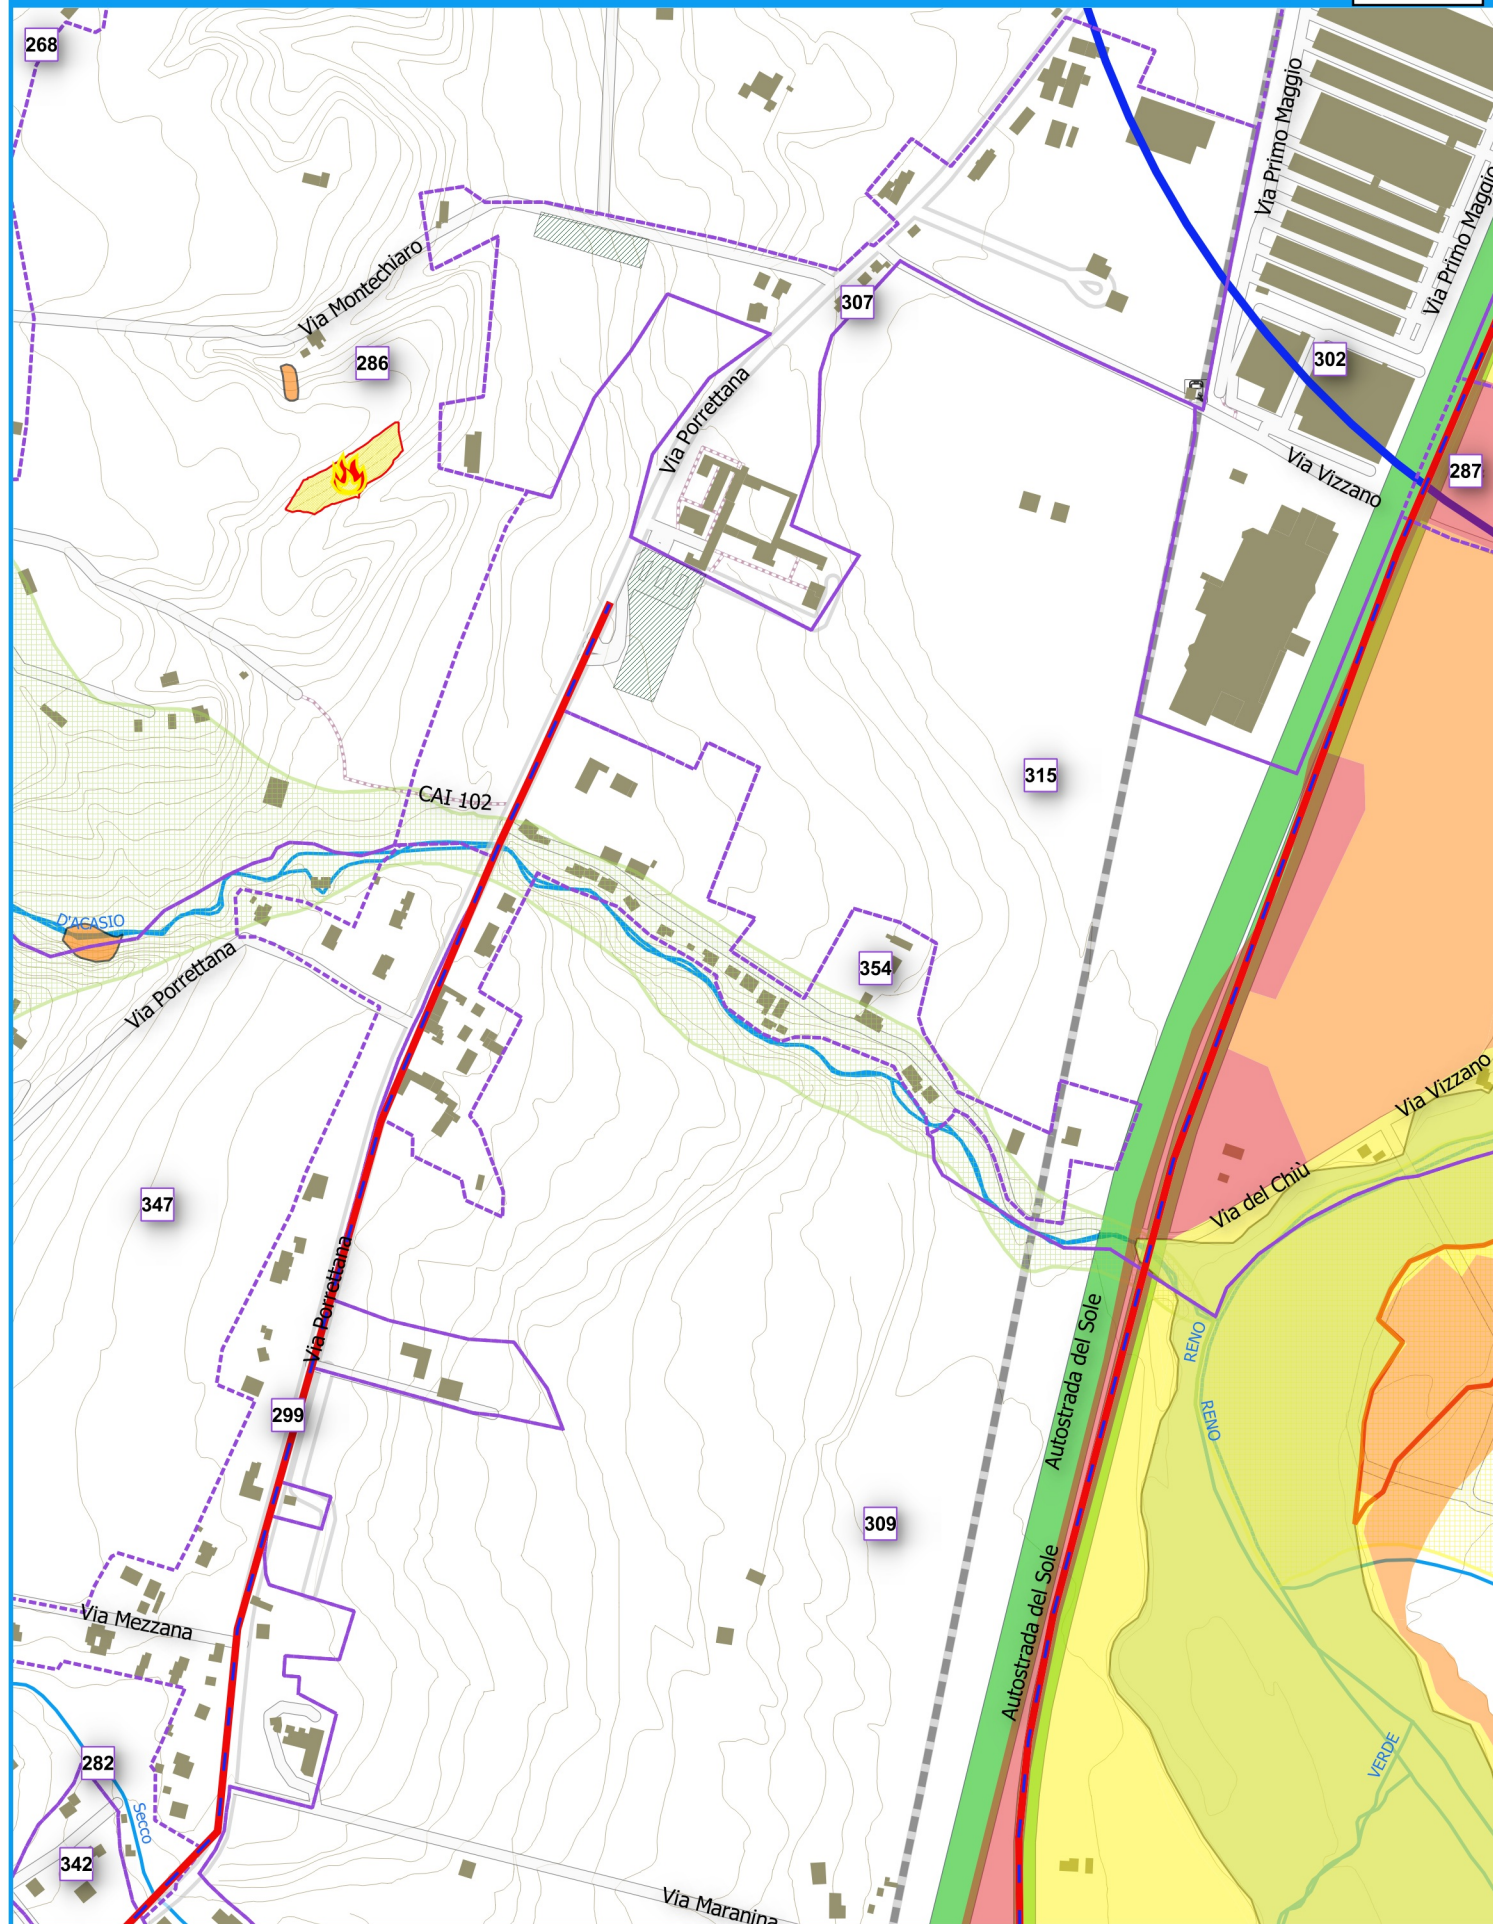 268
Via Primo Maggio
Via Primo Maggio
Via Montechiaro
307
286
302
Via Porrettana
287
Via Vizzano
315
CAI 102
D'ACASIO
354
Via Porrettana
Via Vizzano
347
Via del Chiù
Via Porrettana
RENO
Autostrada del Sole
RENO
299
309
Autostrada del Sole
Via Mezzana
VERDE
282
Secco
342
Via Maranina